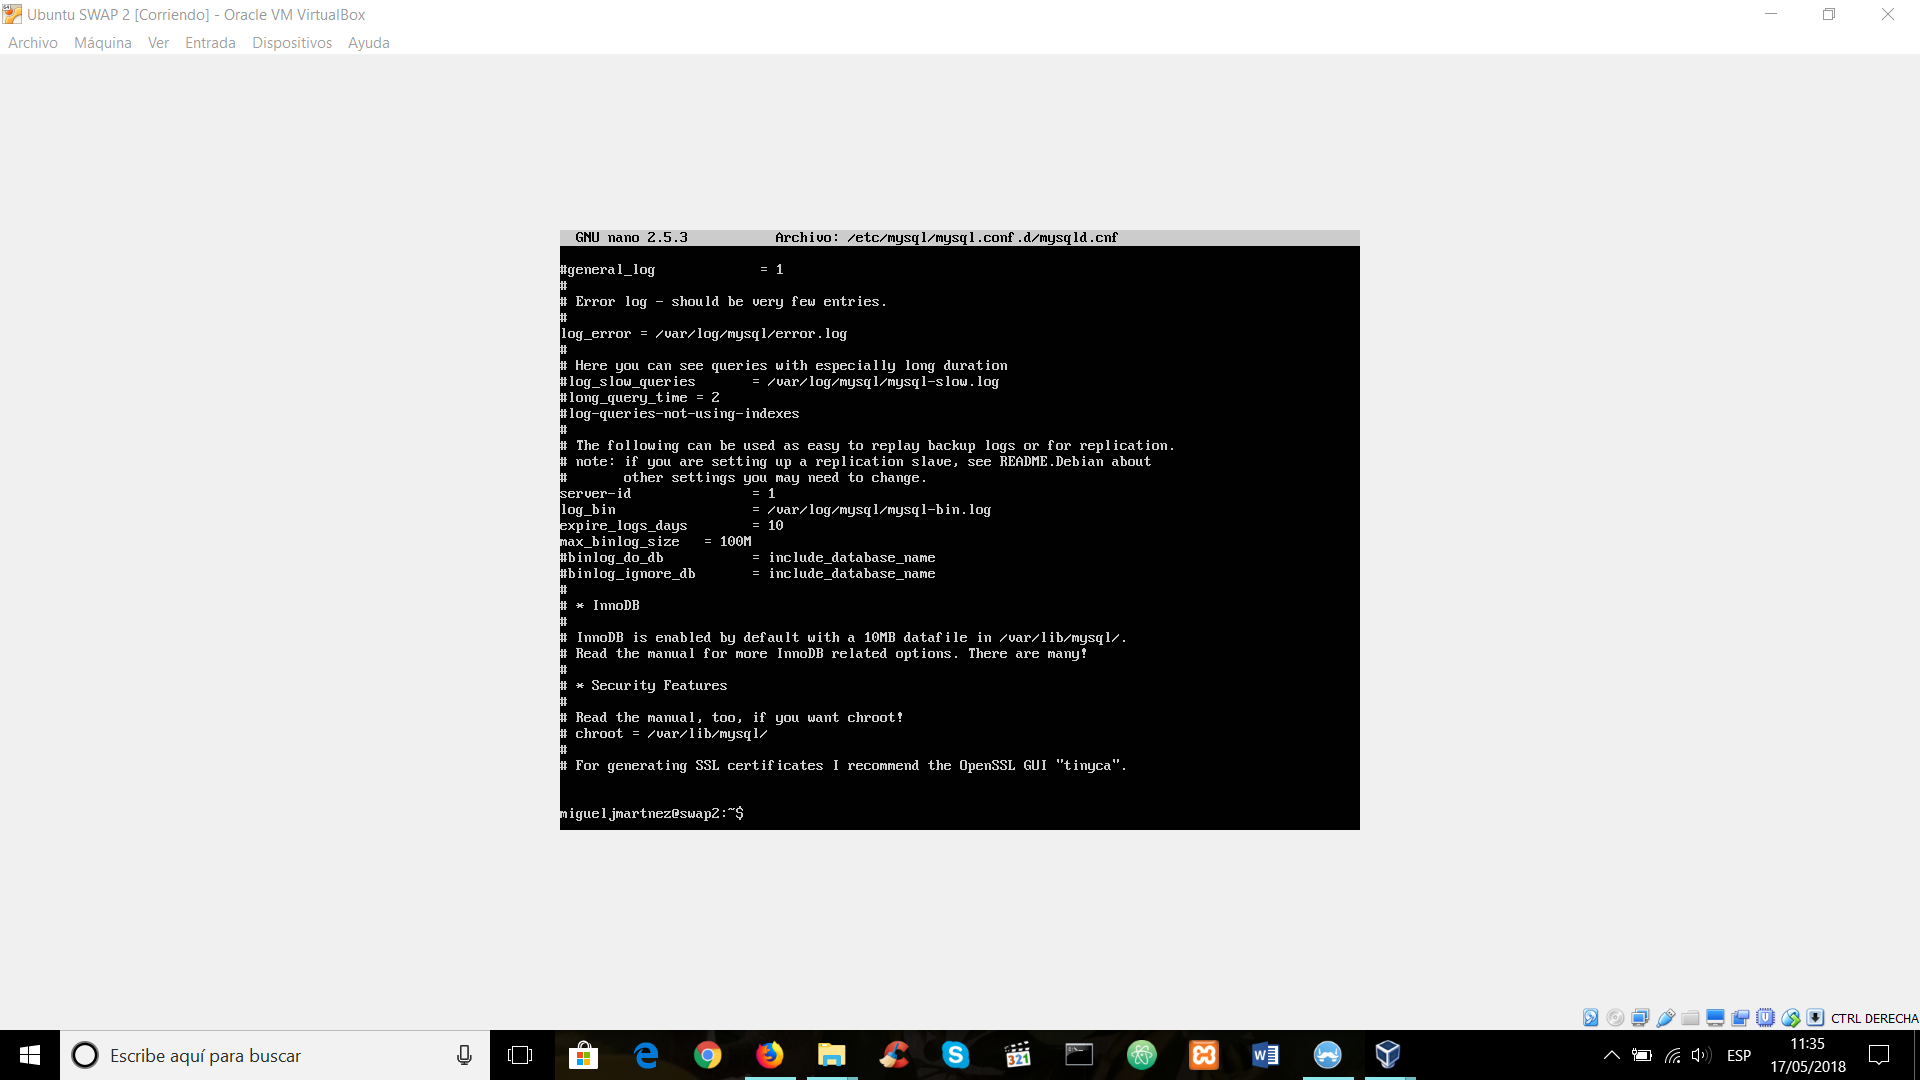 Ubuntu SWAP 2 [Corriendo] - Oracle VM VirtualBox
Archivo Máquina Ver Entrada Dispositivos Ayuda
GNU nano 2.5.3 Archivo: /etc/mysql/mysql.conf.d/mysqld.cnf
#general_log = 1
#
# Error log - should be very few entries.
#
log_error = /var/log/mysql/error.log
#
# Here you can see queries with especially long duration
#log_slow_queries = /var/log/mysql/mysql-slow.log
#long_query_time = 2
#log-queries-not-using-indexes
#
# The following can be used as easy to replay backup logs or for replication.
# note: if you are setting up a replication slave, see README.Debian about
# other settings you may need to change.
server-id = 1
log_bin = /var/log/mysql/mysql-bin.log
expire_logs_days = 10
max_binlog_size = 100M
#binlog_do_db = include_database_name
#binlog_ignore_db = include_database_name
#
# * InnoDB
#
# InnoDB is enabled by default with a 10MB datafile in /var/lib/mysql/.
# Read the manual for more InnoDB related options. There are many!
#
# * Security Features
#
# Read the manual, too, if you want chroot!
# chroot = /var/lib/mysql/
#
# For generating SSL certificates I recommend the OpenSSL GUI "tinyca".
migueljmartnez@swap2:~$
CTRL DERECHA
Escribe aquí para buscar
321
ESP
11:35
17/05/2018